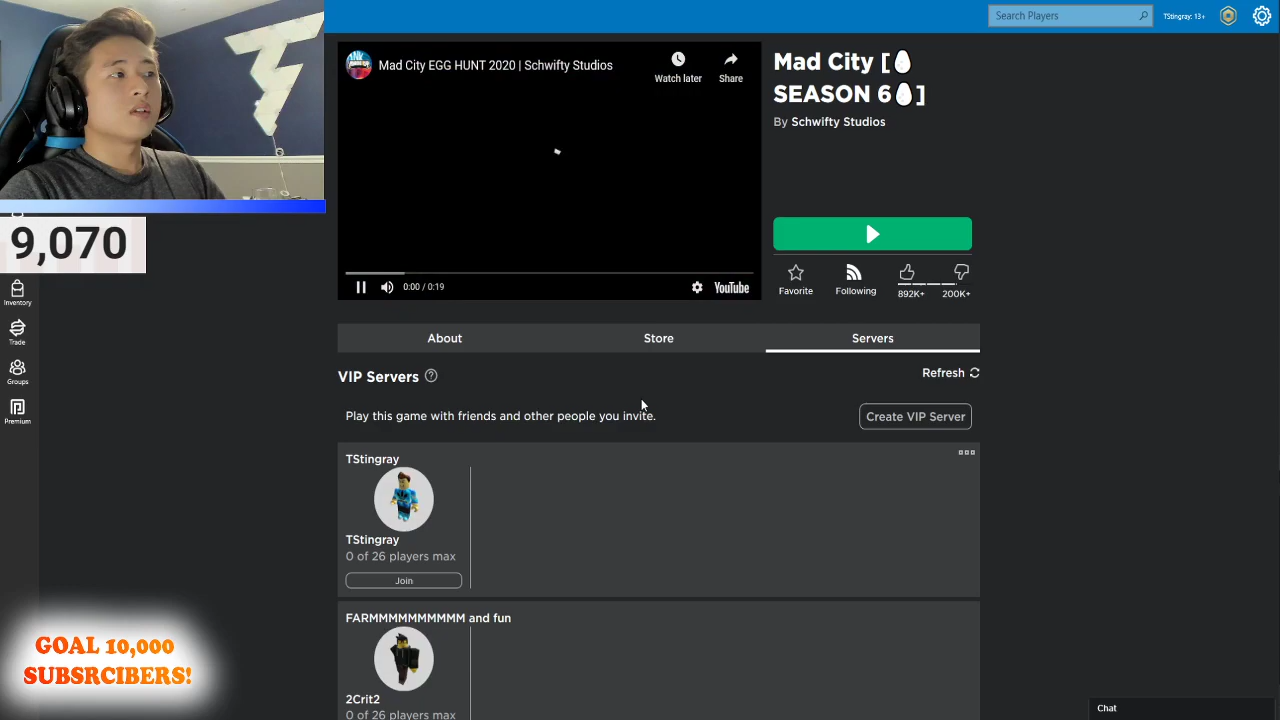 Search Players
TStingray: 13+
Mad City EGG HUNT 2020 | Schwifty Studios
Watch later
Share
Mad City [
SEASON 6 ]
By Schwifty Studios
9,070
0:00 / 0:19
YouTube
Favorite
Following
892K+
200K+
Inventory
Trade
Groups
Premium
About
Store
Servers
VIP Servers
Refresh
Play this game with friends and other people you invite.
Create VIP Server
TStingray
TStingray
0 of 26 players max
Join
FARMMMMMMMMMM and fun
2Crit2
0 of 26 players max
GOAL 10,000
SUBSRCIBERS!
Chat